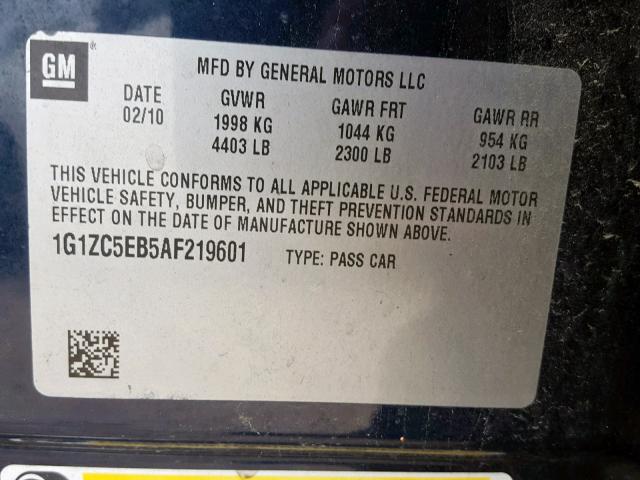 GM
MFD BY GENERAL MOTORS LLC
DATE GVWR GAWR FRT GAWR RR
02/10 1998 KG 1044 KG 954 KG
4403 LB 2300 LB 2103 LB
THIS VEHICLE CONFORMS TO ALL APPLICABLE U.S. FEDERAL MOTOR
VEHICLE SAFETY, BUMPER, AND THEFT PREVENTION STANDARDS IN
EFFECT ON THE DATE OF MANUFACTURE SHOWN ABOVE.
1G1ZC5EB5AF219601 TYPE: PASS CAR